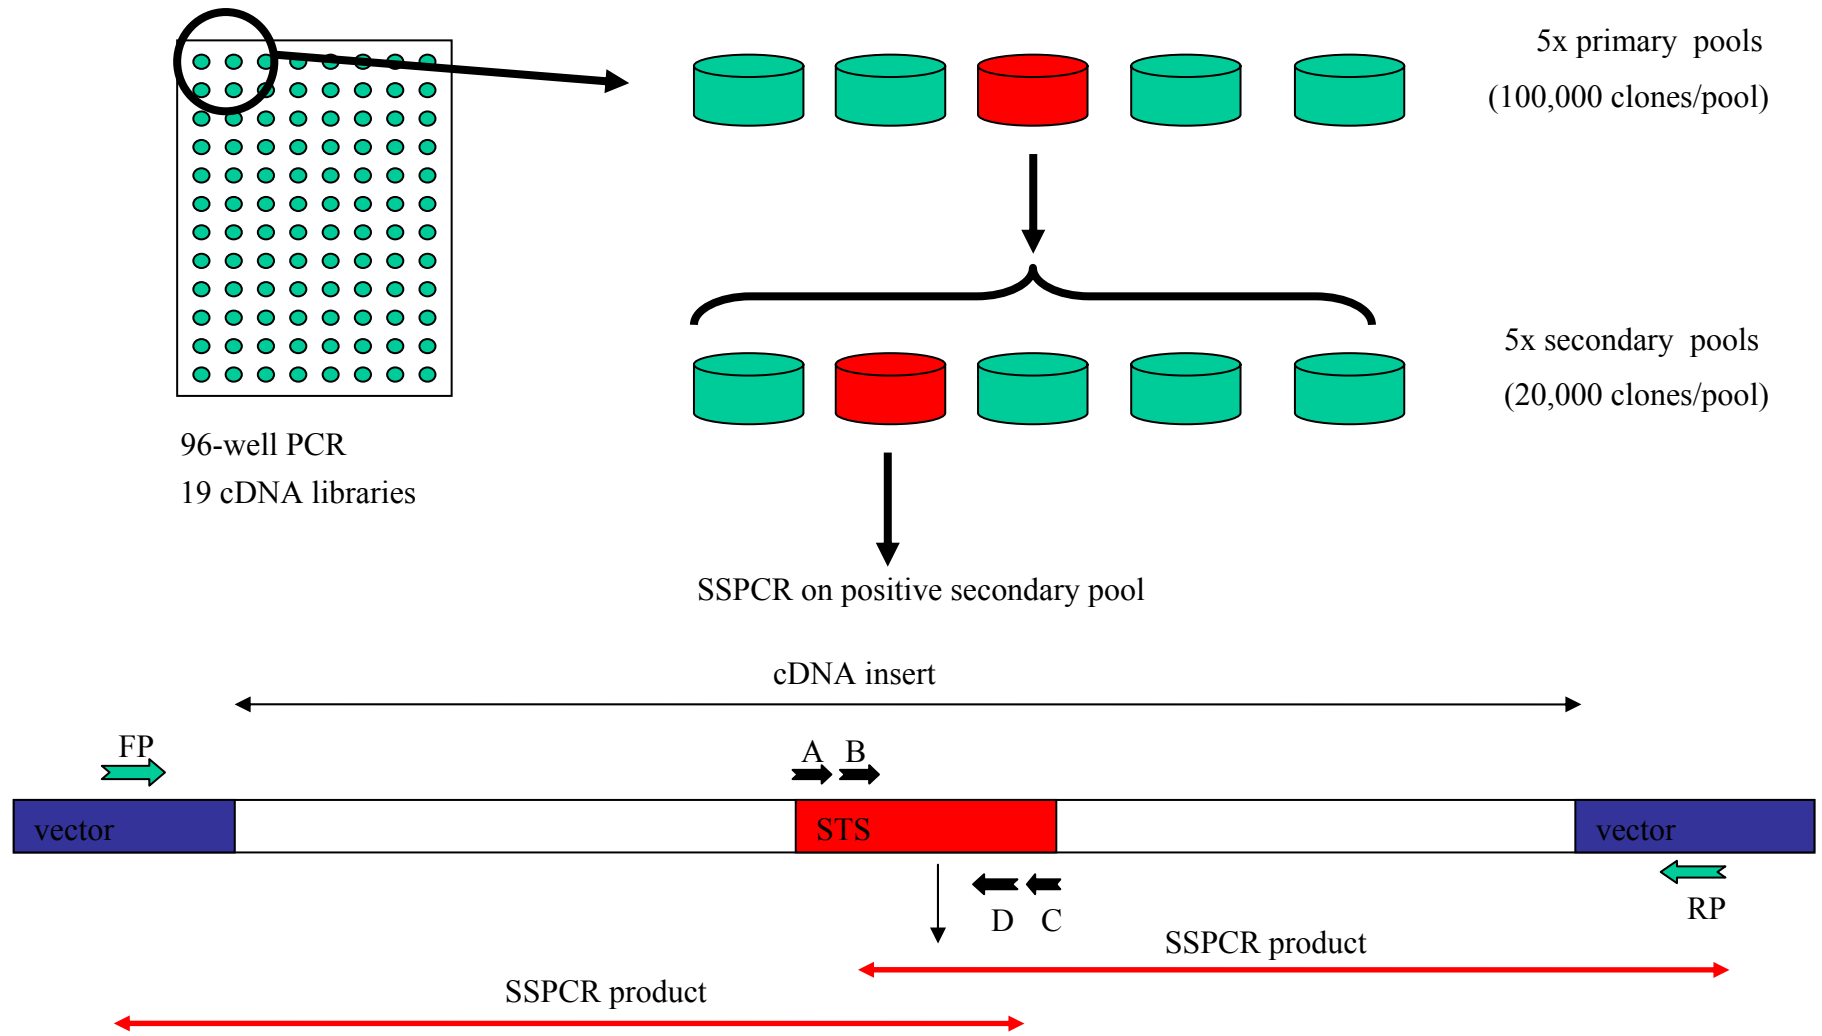 5x primary pools
(100,000 clones/pool)
5x secondary pools
(20,000 clones/pool)
96-well PCR
19 cDNA libraries
SSPCR on positive secondary pool
cDNA insert
FP
A B
vector STS vector
D C
RP
SSPCR product
SSPCR product